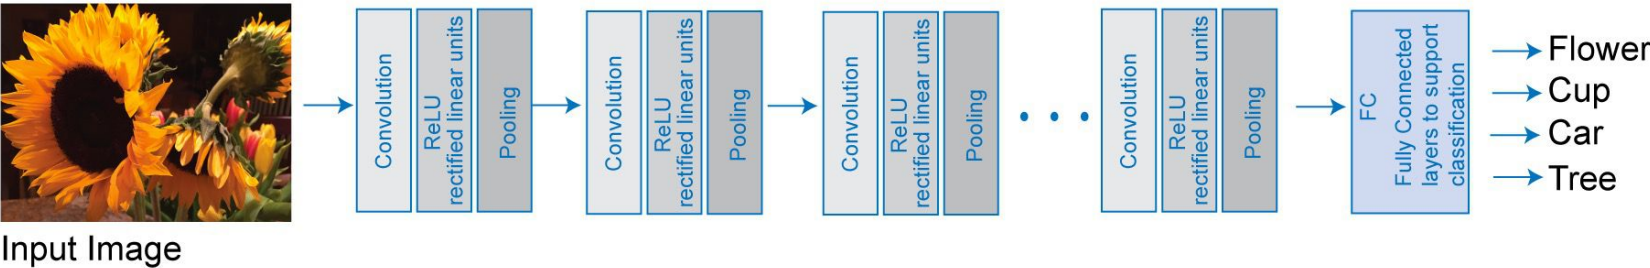 Input Image
Convolution
ReLU
rectified linear units
Pooling
Convolution
ReLU
rectified linear units
Pooling
Convolution
ReLU
rectified linear units
Pooling
. . .
Convolution
ReLU
rectified linear units
Pooling
FC
Fully Connected
layers to support
classification
Flower
Cup
Car
Tree